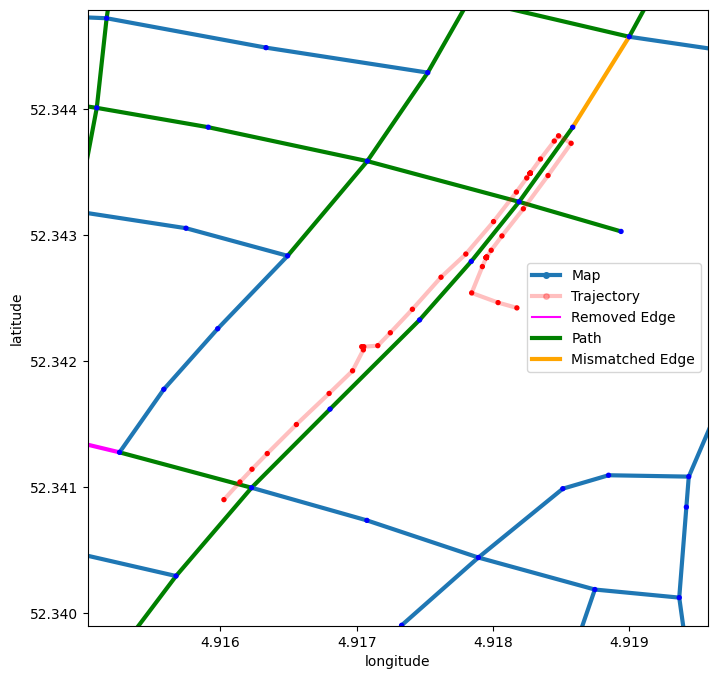 52.344
52.343
52.342
52.341
52.340
latitude
4.916
4.917
4.918
4.919
longitude
Map
Trajectory
Removed Edge
Path
Mismatched Edge